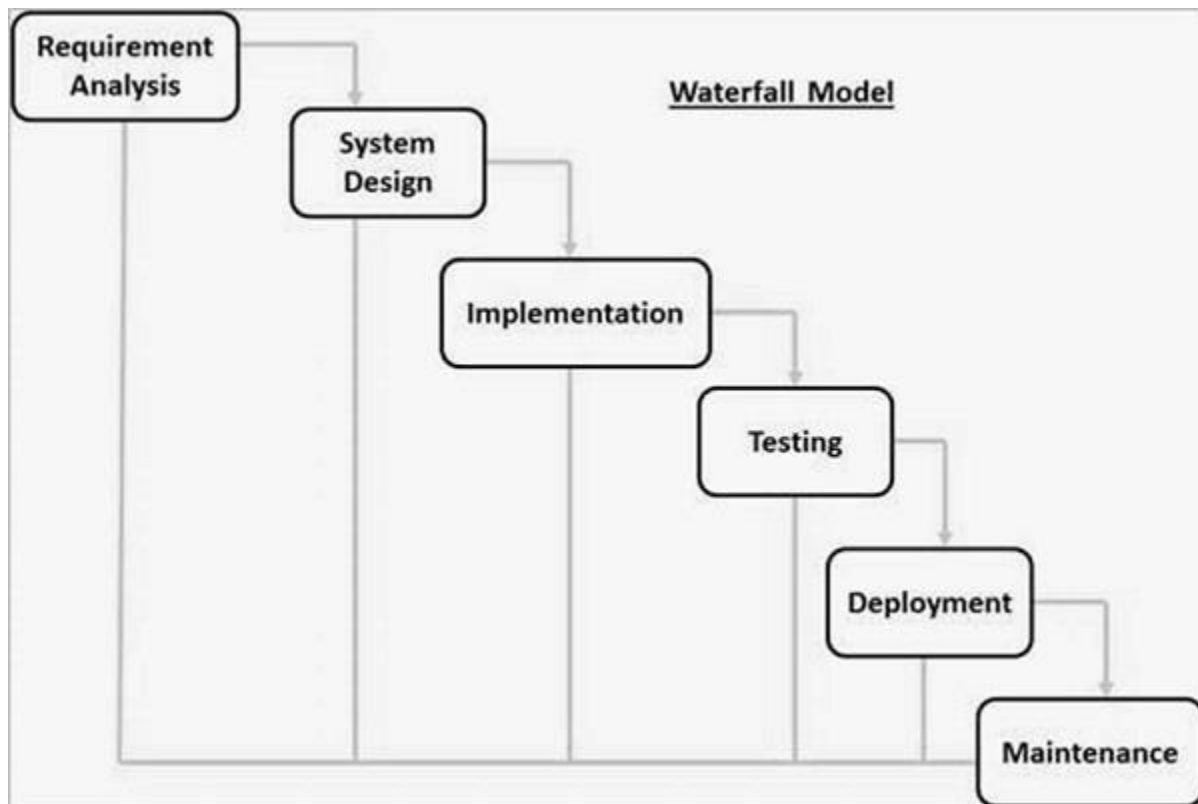 Requirement
Analysis
Waterfall Model
System
Design
Implementation
Testing
Deployment
Maintenance